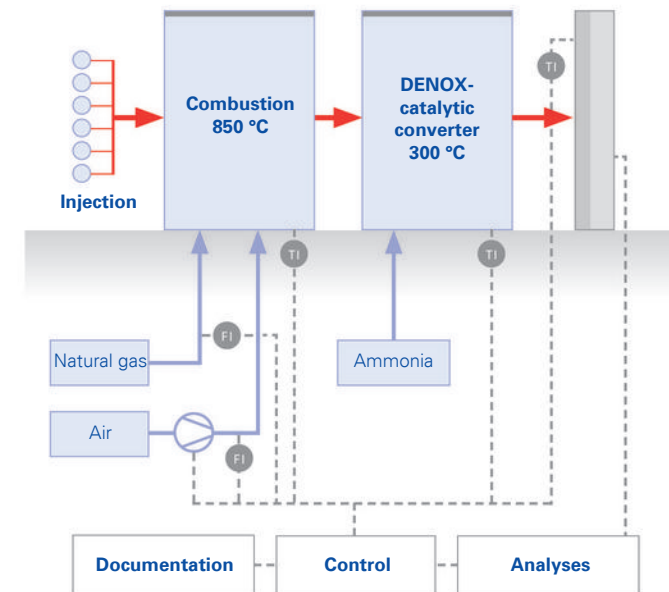 Combustion
850 °C
DENOX-
catalytic
converter
300 °C
TI
Injection
TI
TI
FI
Natural gas
Ammonia
Air
FI
Documentation
Control
Analyses